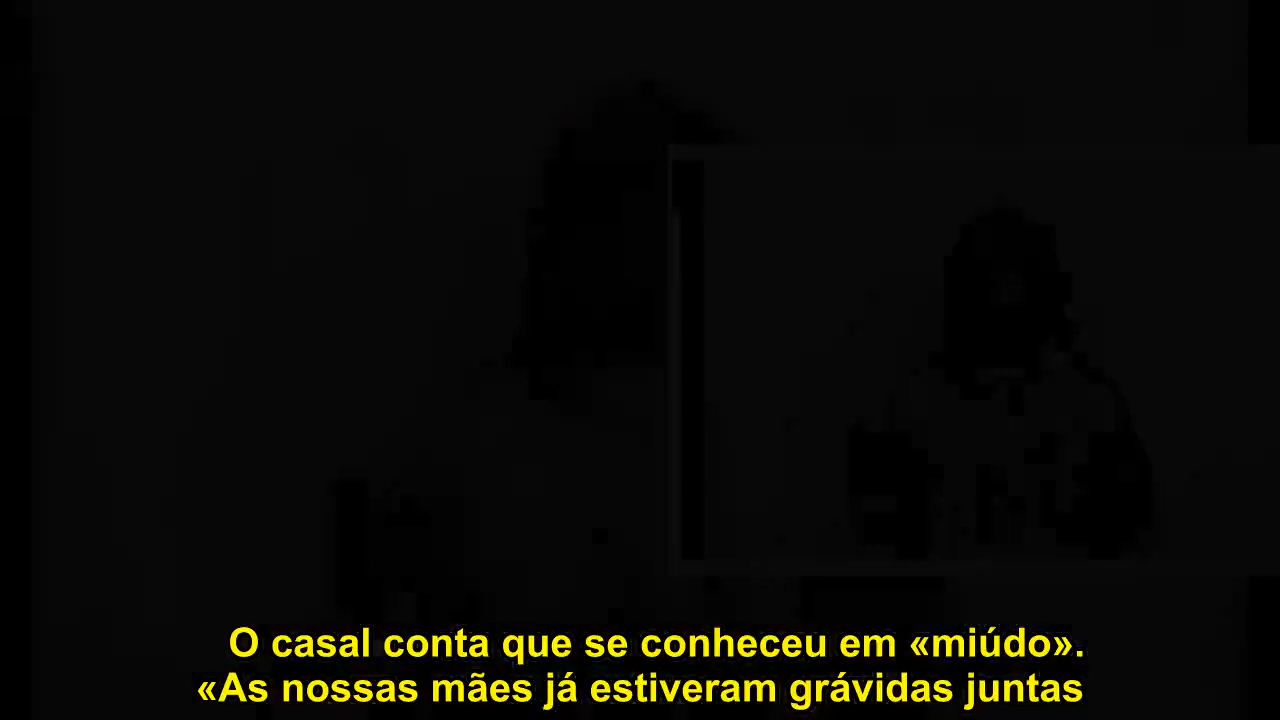 O casal conta que se conheceu em «miúdo».
«As nossas mães já estiveram grávidas juntas